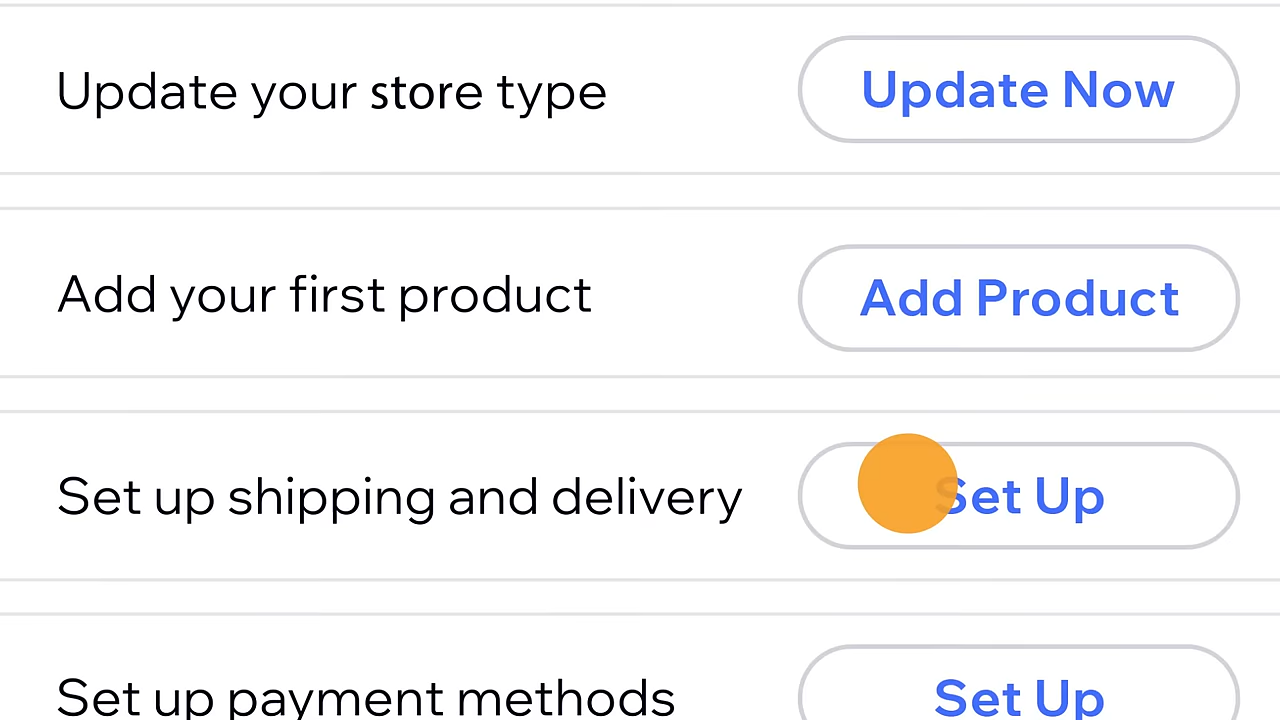 Update your store type
Update Now
Add your first product
Add Product
Set up shipping and delivery
Set Up
Set up payment methods
Set Up